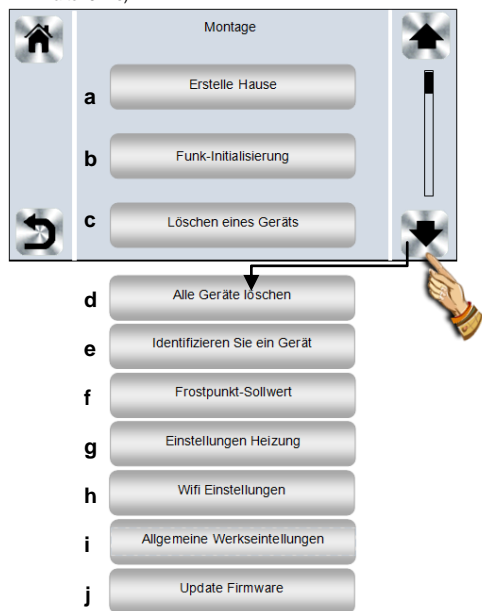 Montage
a Erstelle Hause
b Funk-Initialisierung
c Löschen eines Geräts
d Alle Geräte löschen
e Identifizieren Sie ein Gerät
f Frostpunkt-Sollwert
g Einstellungen Heizung
h Wifi Einstellungen
i Allgemeine Werkseintellungen
j Update Firmware